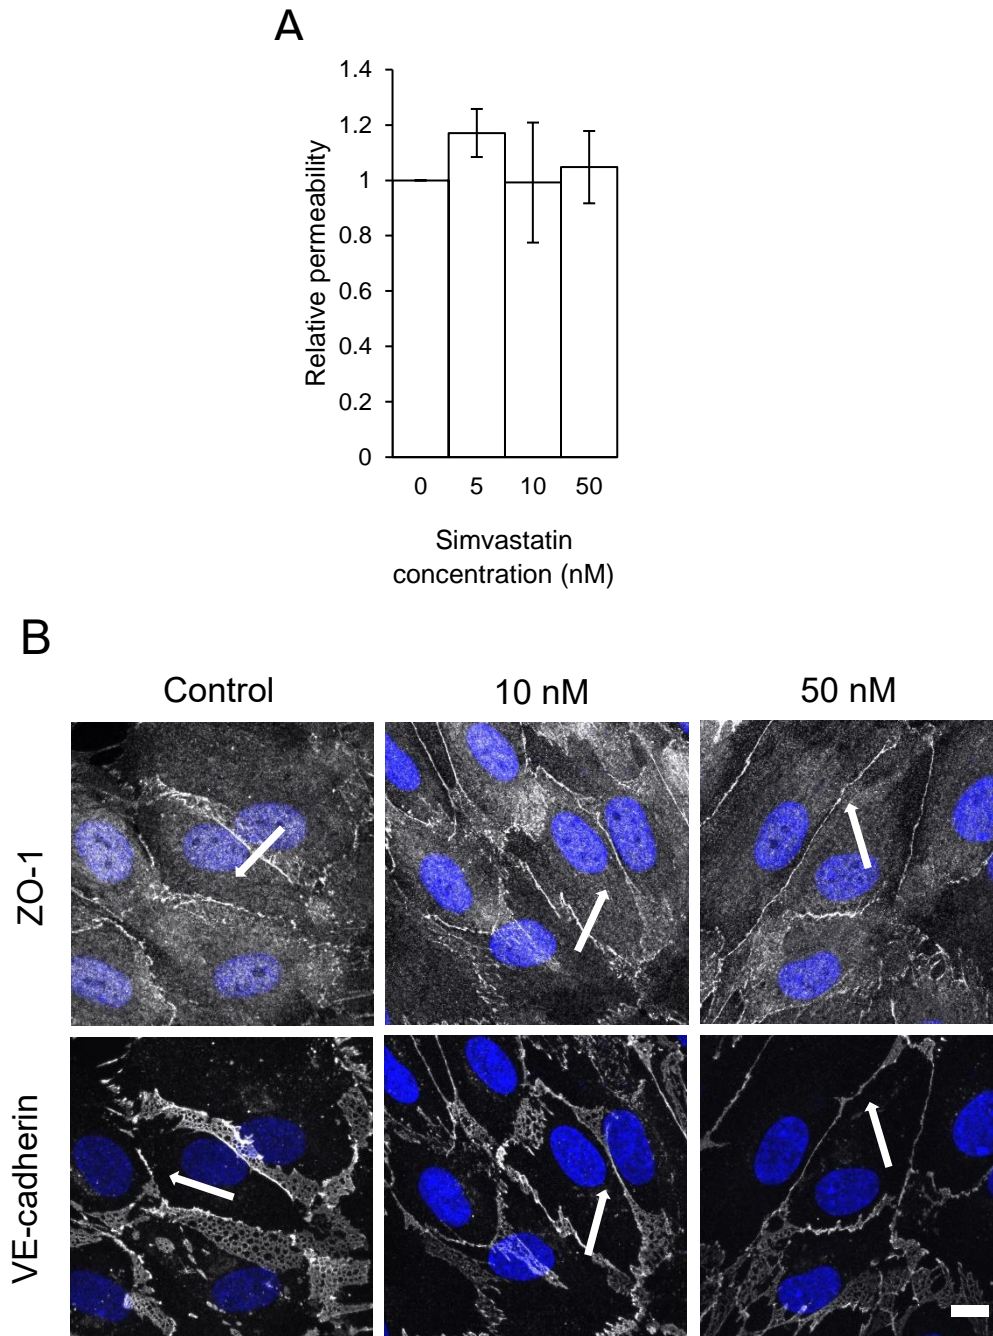 A
1.4
1.2
1
0.8
0.6
0.4
0.2
0
Relative permeability
0 5 10 50
Simvastatin
concentration (nM)
B
Control 10 nM 50 nM
ZO-1
VE-cadherin